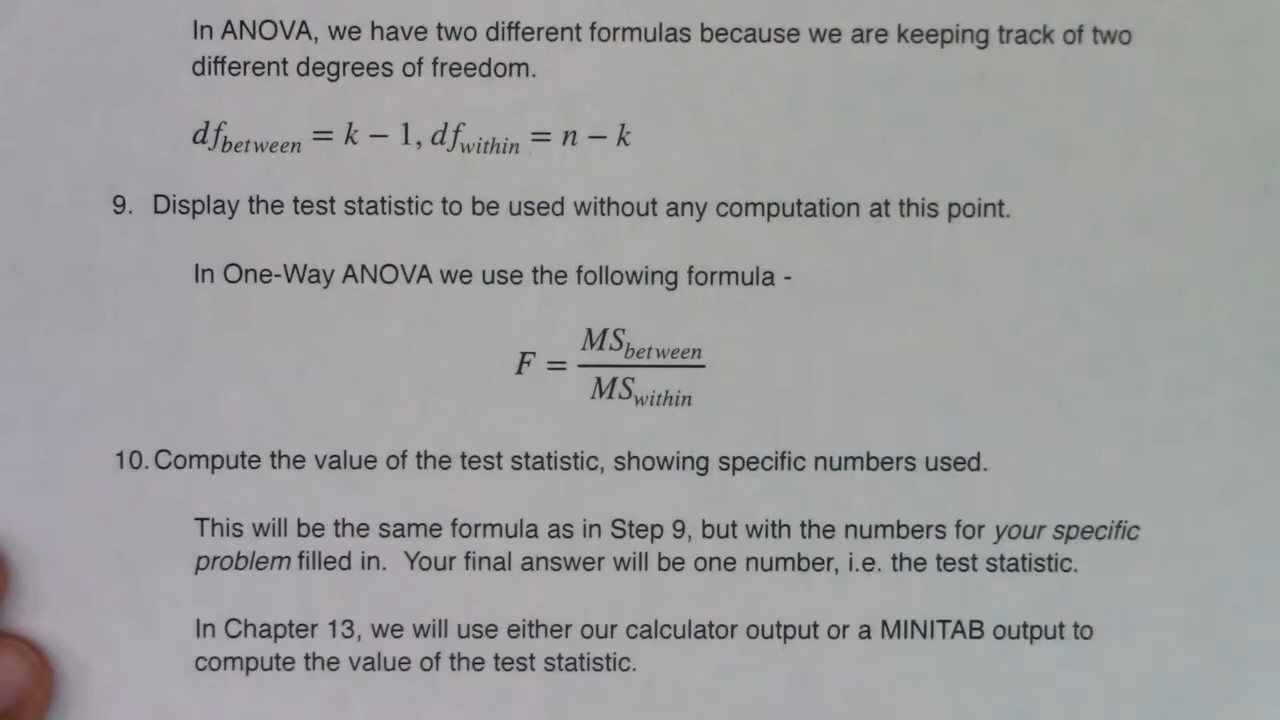 In ANOVA, we have two different formulas because we are keeping track of two
different degrees of freedom.
df_between = k − 1, df_within = n − k
9. Display the test statistic to be used without any computation at this point.
In One-Way ANOVA we use the following formula -
F = MS_between / MS_within
10. Compute the value of the test statistic, showing specific numbers used.
This will be the same formula as in Step 9, but with the numbers for your specific
problem filled in. Your final answer will be one number, i.e. the test statistic.
In Chapter 13, we will use either our calculator output or a MINITAB output to
compute the value of the test statistic.